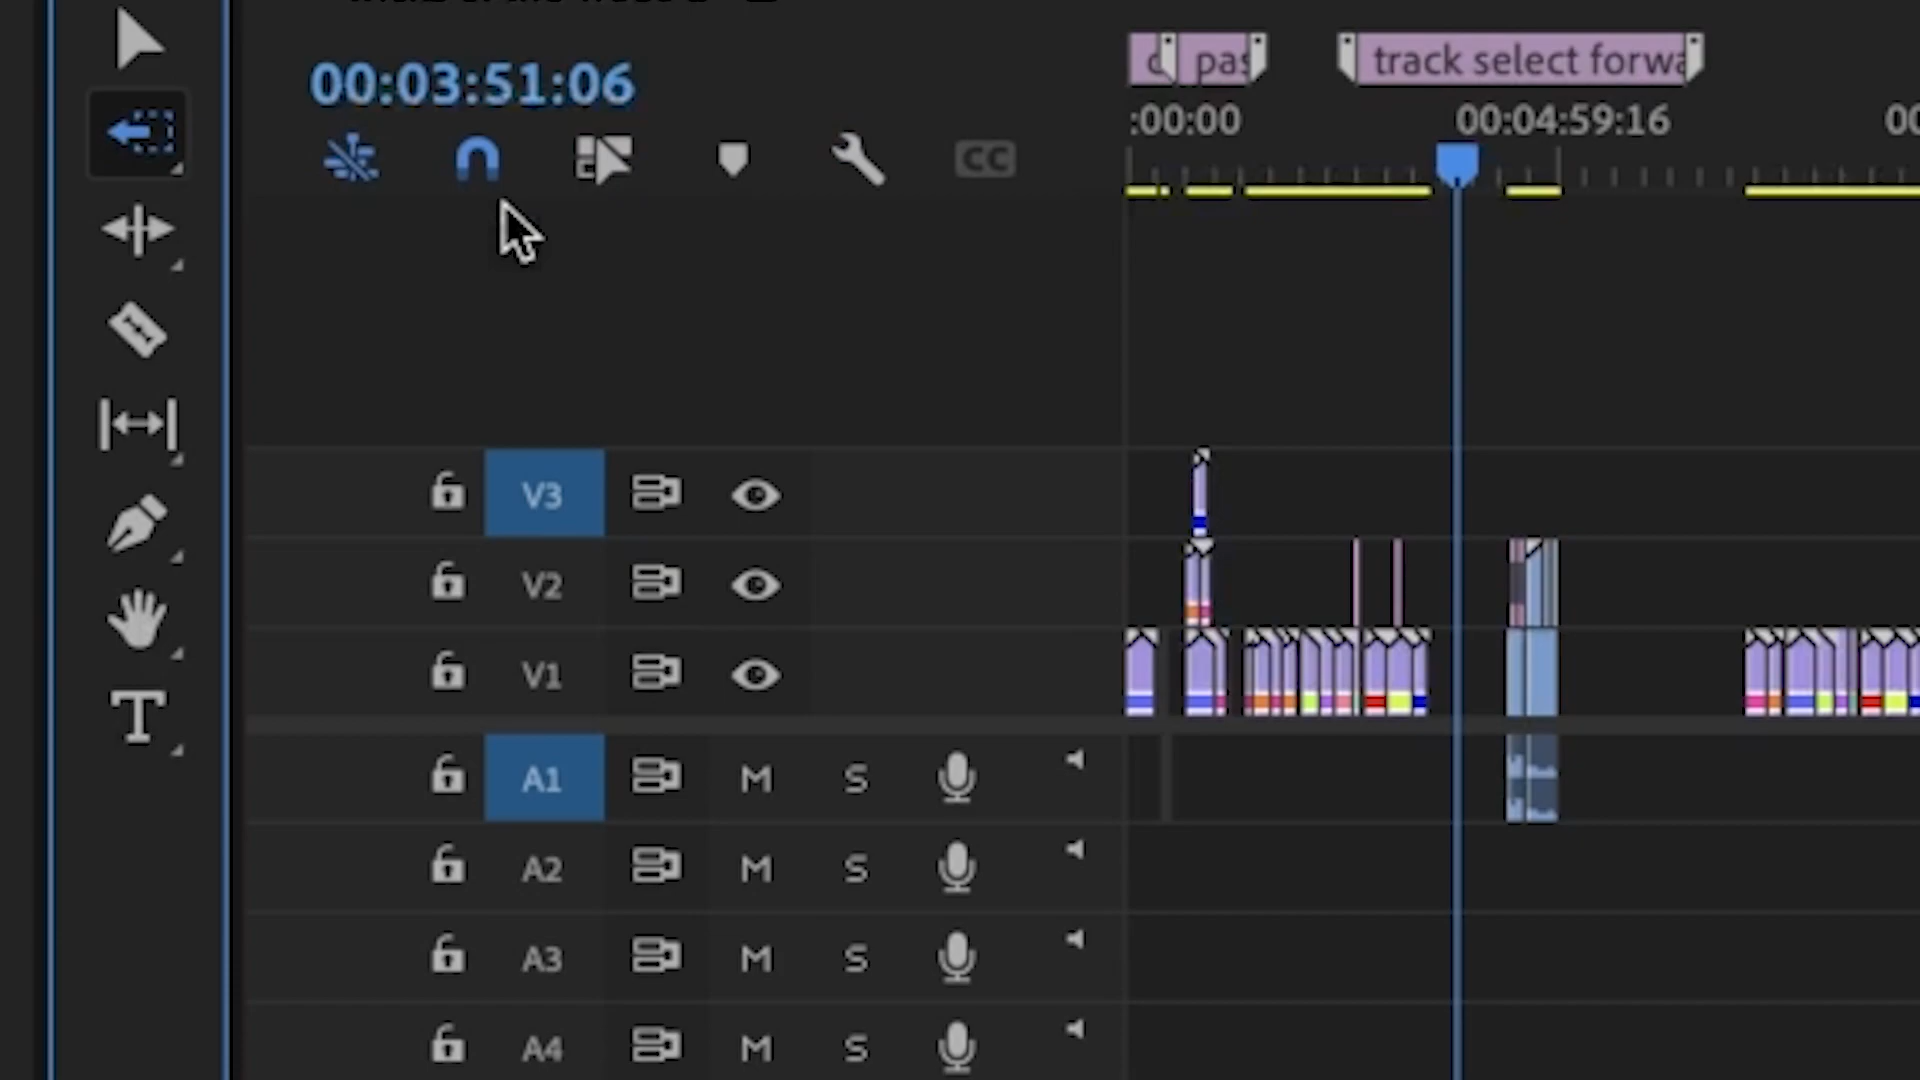 00:03:51:06
pas
track select forwa
:00:00
00:04:59:16
00
CC
V3
V2
V1
A1 M S
A2 M S
A3 M S
A4 M S
T